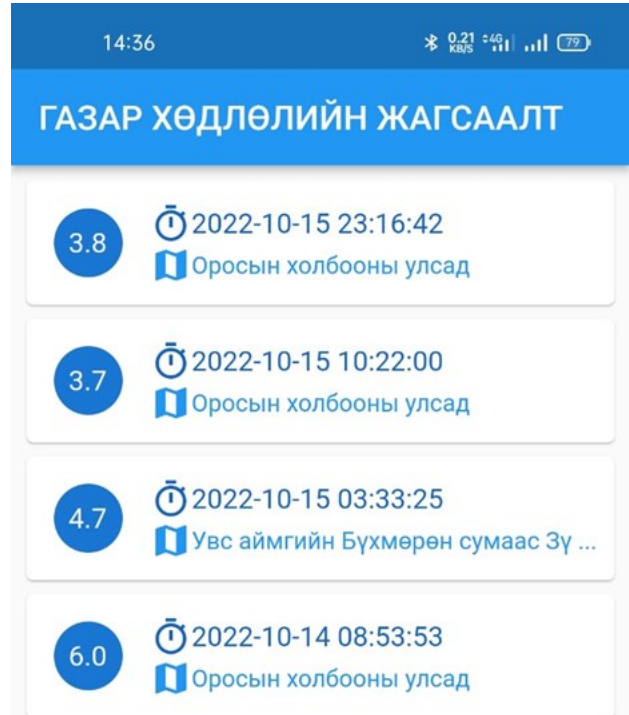 14:36
0.21 KB/S 4G 79
ГАЗАР ХӨДЛӨЛИЙН ЖАГСААЛТ
3.8
2022-10-15 23:16:42
Оросын холбооны улсад
3.7
2022-10-15 10:22:00
Оросын холбооны улсад
4.7
2022-10-15 03:33:25
Увс аймгийн Бүхмөрөн сумаас Зү ...
6.0
2022-10-14 08:53:53
Оросын холбооны улсад